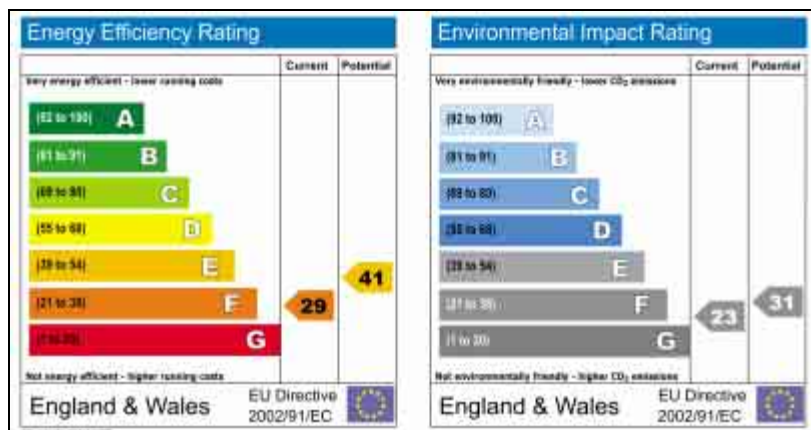 Energy Efficiency Rating
Current Potential
Very energy efficient - lower running costs
(92 to 100) A
(81 to 91) B
(69 to 80) C
(55 to 68) D
(39 to 54) E
(21 to 38) F
(1 to 20) G
29
41
Not energy efficient - higher running costs
England & Wales
EU Directive
2002/91/EC
Environmental Impact Rating
Current Potential
Very environmentally friendly - lower CO₂ emissions
(92 to 100) A
(81 to 91) B
(69 to 80) C
(55 to 68) D
(39 to 54) E
(21 to 38) F
(1 to 20) G
23
31
Not environmentally friendly - higher CO₂ emissions
England & Wales
EU Directive
2002/91/EC